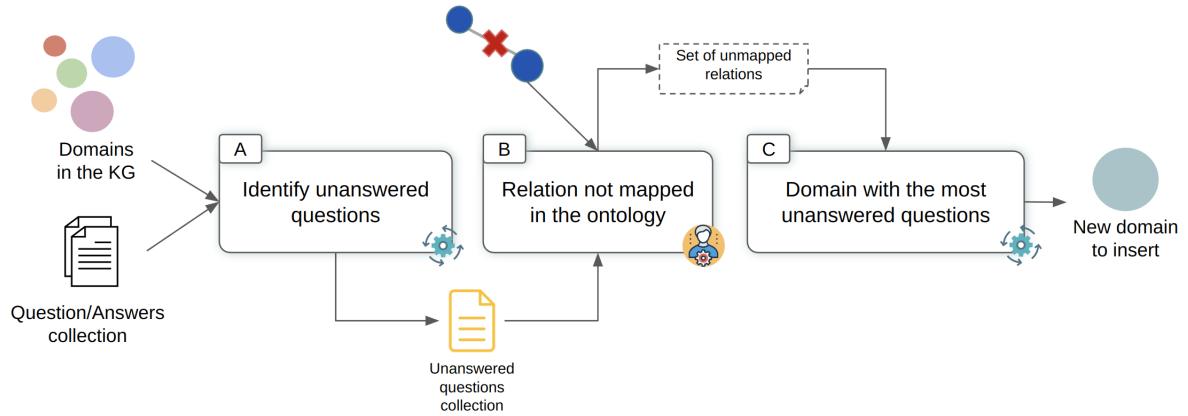 Domains
in the KG
Question/Answers
collection
A
Identify unanswered
questions
Unanswered
questions
collection
B
Relation not mapped
in the ontology
Set of unmapped
relations
C
Domain with the most
unanswered questions
New domain
to insert